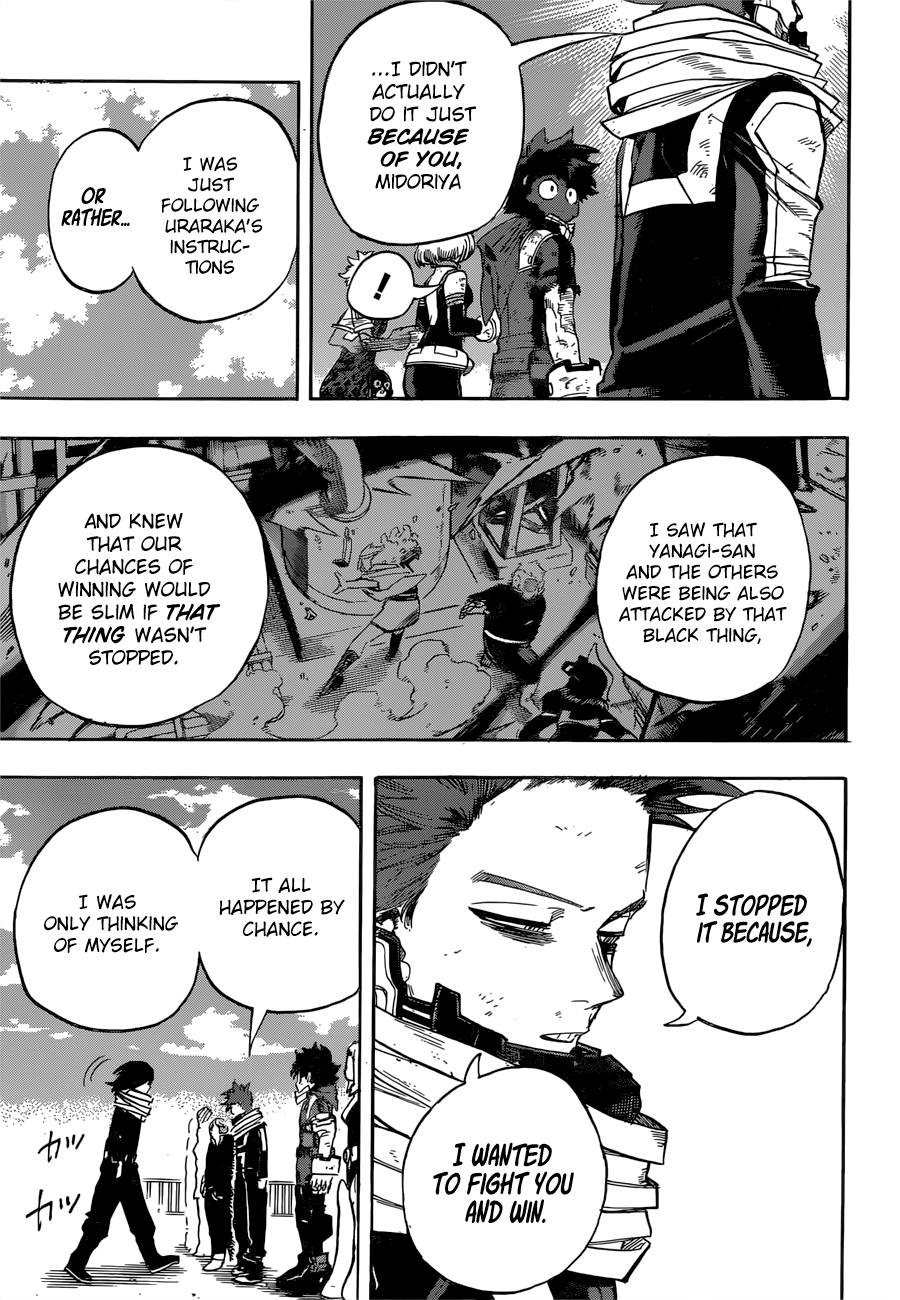 ...I DIDN'T
ACTUALLY
DO IT JUST
BECAUSE
OF YOU,
MIDORIYA
!
I WAS
JUST
FOLLOWING
URARAKA'S
INSTRUC-
TIONS
OR
RATHER...
I SAW THAT
YANAGI-SAN
AND THE OTHERS
WERE BEING ALSO
ATTACKED BY THAT
BLACK THING,
AND KNEW
THAT OUR
CHANCES OF
WINNING WOULD
BE SLIM IF THAT
THING WASN'T
STOPPED.
I STOPPED
IT BECAUSE,
I WANTED
TO FIGHT YOU
AND WIN.
IT ALL
HAPPENED BY
CHANCE.
I WAS
ONLY THINKING
OF MYSELF.
カッ
カッ